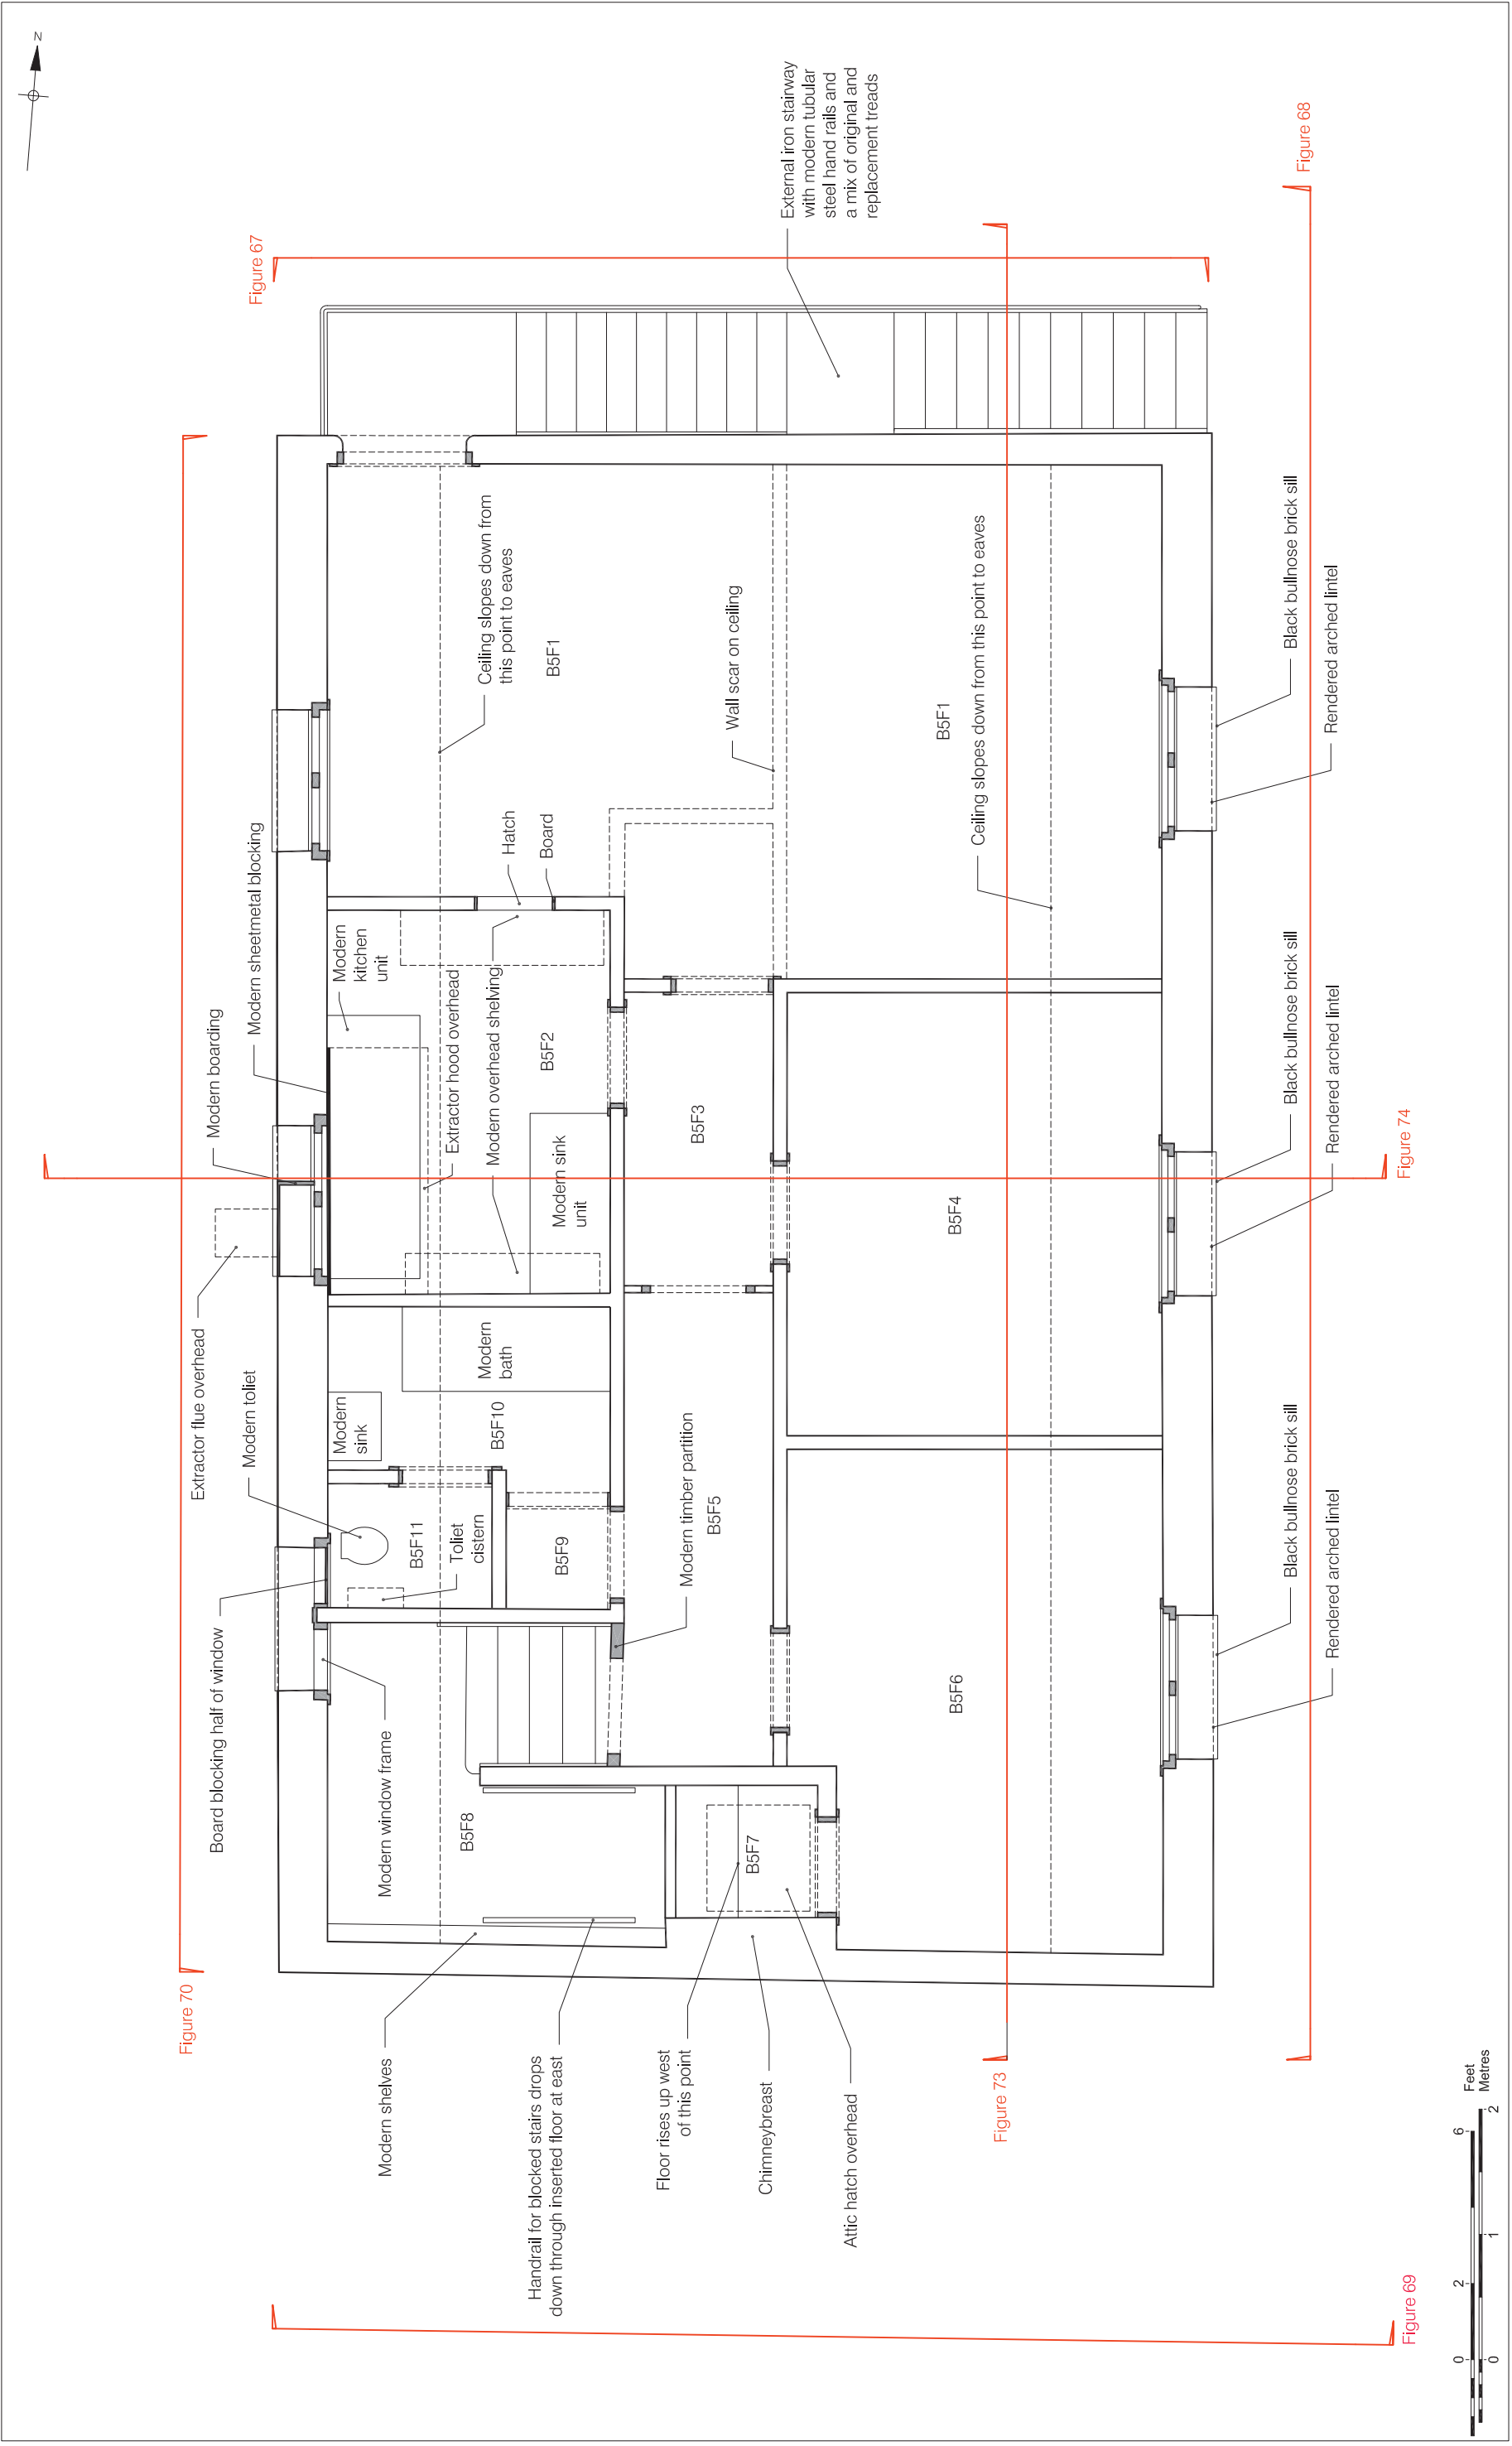 N
Figure 67
Figure 68
External iron stairway
with modern tubular
steel hand rails and
a mix of original and
replacement treads
Ceiling slopes down from
this point to eaves
B5F1
Wall scar on ceiling
B5F1
Ceiling slopes down from this point to eaves
Black bullnose brick sill
Rendered arched lintel
Modern sheetmetal blocking
Modern boarding
Modern
kitchen
unit
Hatch
Board
Extractor hood overhead
Modern overhead shelving
B5F2
Modern sink
unit
B5F3
B5F4
Black bullnose brick sill
Rendered arched lintel
Figure 74
Extractor flue overhead
Modern toliet
Modern
sink
Modern
bath
B5F10
B5F11
Toliet
cistern
B5F9
B5F5
Modern timber partition
Black bullnose brick sill
Rendered arched lintel
Board blocking half of window
Modern window frame
B5F8
B5F7
B5F6
Figure 70
Modern shelves
Handrail for blocked stairs drops
down through inserted floor at east
Floor rises up west
of this point
Chimneybreast
Attic hatch overhead
Figure 73
Figure 69
0 2 6 Feet
0 1 2 Metres